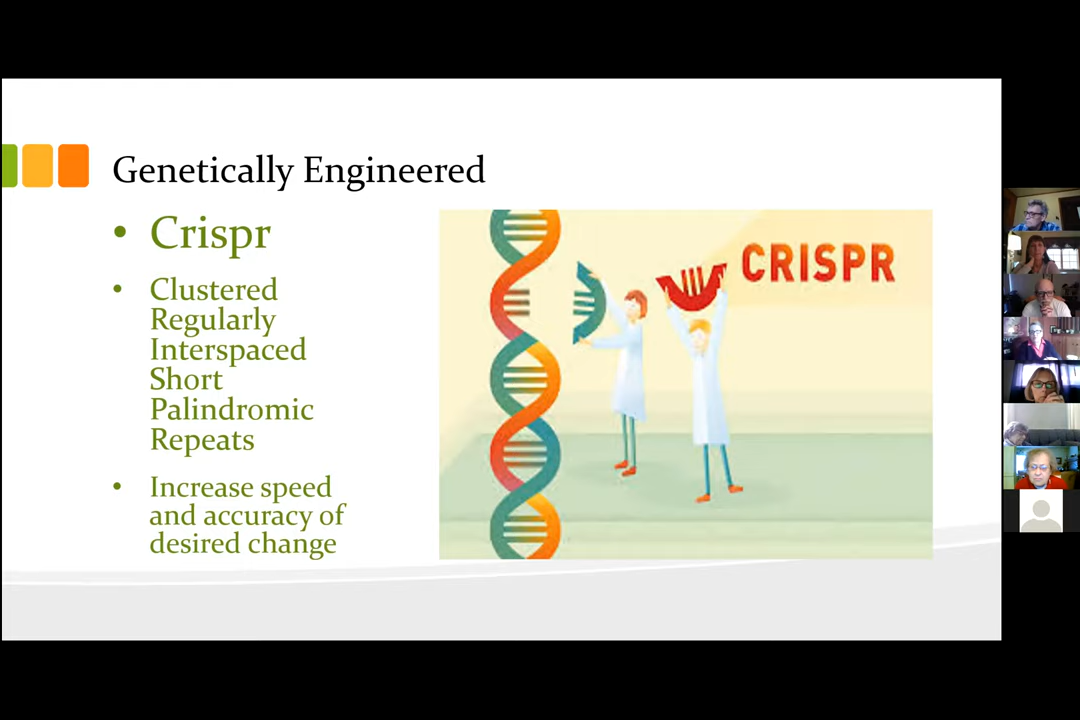 Genetically Engineered
• Crispr
• Clustered
Regularly
Interspaced
Short
Palindromic
Repeats
• Increase speed
and accuracy of
desired change
CRISPR